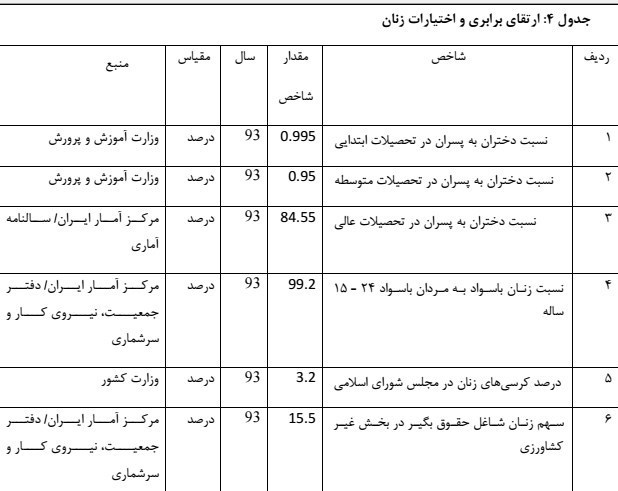 جدول ۴: ارتقای برابری و اختیارات زنان
ردیف شاخص مقدار شاخص سال مقیاس منبع
۱ نسبت دختران به پسران در تحصیلات ابتدایی 0.995 93 درصد وزارت آموزش و پرورش
۲ نسبت دختران به پسران در تحصیلات متوسطه 0.95 93 درصد وزارت آموزش و پرورش
۳ نسبت دختران به پسران در تحصیلات عالی 84.55 93 درصد مرکز آمار ایران/ سالنامه
آماری
۴ نسبت زنان باسواد به مردان باسواد ۲۴ - ۱۵ 99.2 93 درصد مرکز آمار ایران/ دفتر
ساله جمعیت، نیروی کار و
سرشماری
۵ درصد کرسی‌های زنان در مجلس شورای اسلامی 3.2 93 درصد وزارت کشور
۶ سهم زنان شاغل حقوق بگیر در بخش غیر 15.5 93 درصد مرکز آمار ایران/ دفتر
کشاورزی جمعیت، نیروی کار و
سرشماری